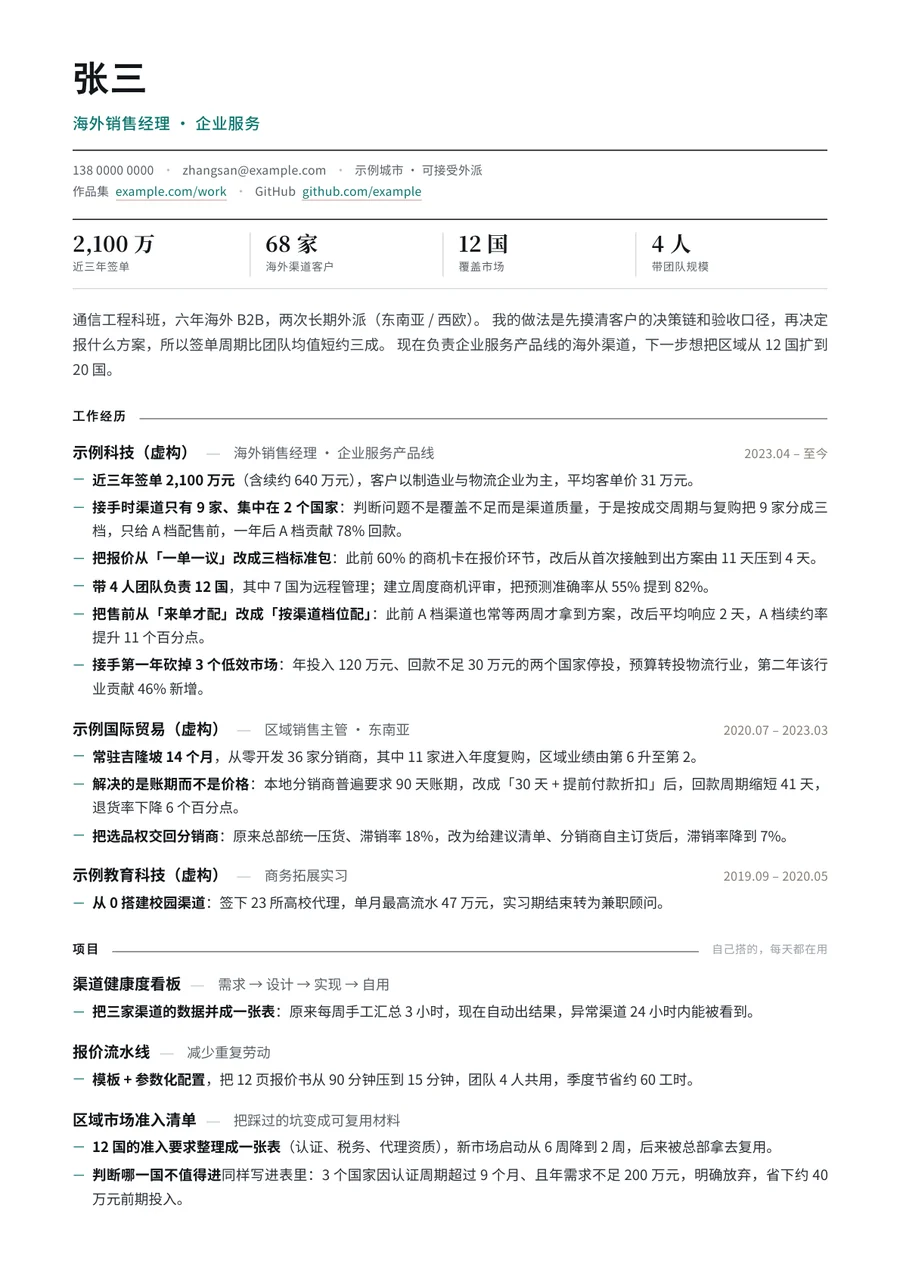 张三
海外销售经理 · 企业服务
138 0000 0000 · zhangsan@example.com · 示例城市 · 可接受外派
作品集 example.com/work · GitHub github.com/example
2,100 万 68 家 12 国 4 人
近三年签单 海外渠道客户 覆盖市场 带团队规模
通信工程科班，六年海外 B2B，两次长期外派（东南亚 / 西欧）。 我的做法是先摸清客户的决策链和验收口径，再决定
报什么方案，所以签单周期比团队均值短约三成。 现在负责企业服务产品线的海外渠道，下一步想把区域从 12 国扩到
20 国。
工作经历
示例科技（虚构） — 海外销售经理 · 企业服务产品线 2023.04 – 至今
— 近三年签单 2,100 万元（含续约 640 万元），客户以制造业与物流企业为主，平均客单价 31 万元。
— 接手时渠道只有 9 家、集中在 2 个国家：判断问题不是覆盖不足而是渠道质量，于是按成交周期与复购把 9 家分成三
档，只给 A 档配售前，一年后 A 档贡献 78% 回款。
— 把报价从「一单一议」改成三档标准包：此前 60% 的商机卡在报价环节，改后从首次接触到出方案由 11 天压到 4 天。
— 带 4 人团队负责 12 国，其中 7 国为远程管理；建立周度商机评审，把预测准确率从 55% 提到 82%。
— 把售前从「来单才配」改成「按渠道档位配」：此前 A 档渠道也常等两周才拿到方案，改后平均响应 2 天，A 档续约率
提升 11 个百分点。
— 接手第一年砍掉 3 个低效市场：年投入 120 万元、回款不足 30 万元的两个国家停投，预算转投物流行业，第二年该行
业贡献 46% 新增。
示例国际贸易（虚构） — 区域销售主管 · 东南亚 2020.07 – 2023.03
— 常驻吉隆坡 14 个月，从零开发 36 家分销商，其中 11 家进入年度复购，区域业绩由第 6 升至第 2。
— 解决的是账期而不是价格：本地分销商普遍要求 90 天账期，改成「30 天 + 提前付款折扣」后，回款周期缩短 41 天，
退货率下降 6 个百分点。
— 把选品权交回分销商：原来总部统一压货、滞销率 18%，改为给建议清单、分销商自主订货后，滞销率降到 7%。
示例教育科技（虚构） — 商务拓展实习 2019.09 – 2020.05
— 从 0 搭建校园渠道：签下 23 所高校代理，单月最高流水 47 万元，实习期结束转为兼职顾问。
项目 自己搭的，每天都在用
渠道健康度看板 — 需求 → 设计 → 实现 → 自用
— 把三家渠道的数据并成一张表：原来每周手工汇总 3 小时，现在自动出结果，异常渠道 24 小时内能被看到。
报价流水线 — 减少重复劳动
— 模板 + 参数化配置，把 12 页报价书从 90 分钟压到 15 分钟，团队 4 人共用，季度节省约 60 工时。
区域市场准入清单 — 把踩过的坑变成可复用材料
— 12 国的准入要求整理成一张表（认证、税务、代理资质），新市场启动从 6 周降到 2 周，后来被总部拿去复用。
— 判断哪一国不值得进同样写进表里：3 个国家因认证周期超过 9 个月、且年需求不足 200 万元，明确放弃，省下约 40
万元前期投入。